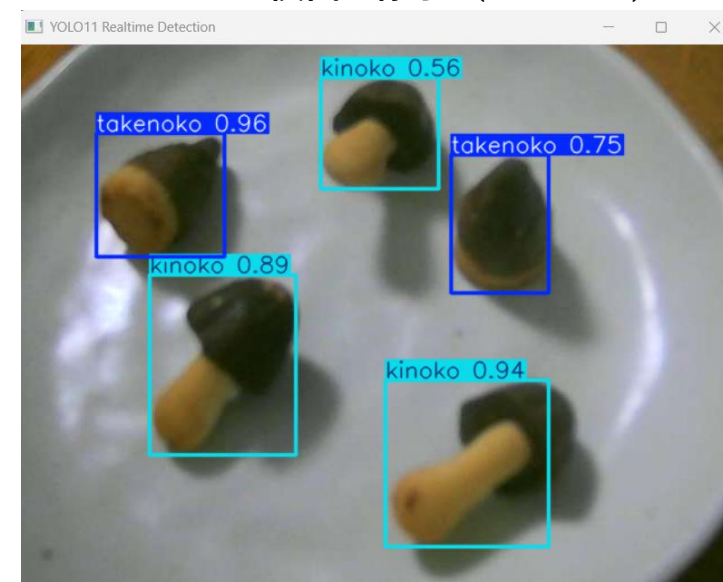 YOLO11 Realtime Detection
kinoko 0.56
takenoko 0.96
takenoko 0.75
kinoko 0.89
kinoko 0.94